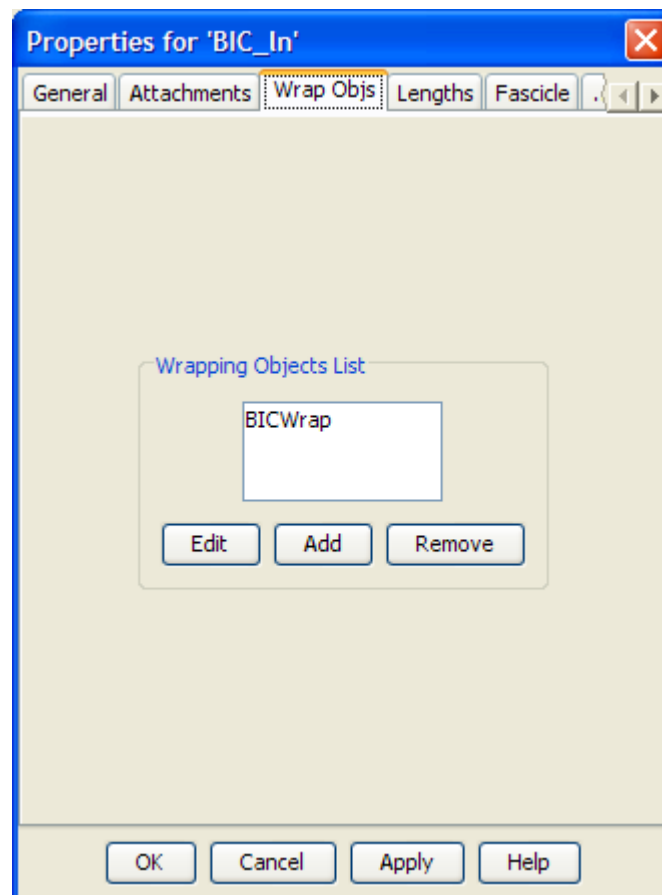 Properties for 'BIC_ln'
General Attachments Wrap Objs Lengths Fascicle
Wrapping Objects List
BICWrap
Edit Add Remove
OK Cancel Apply Help